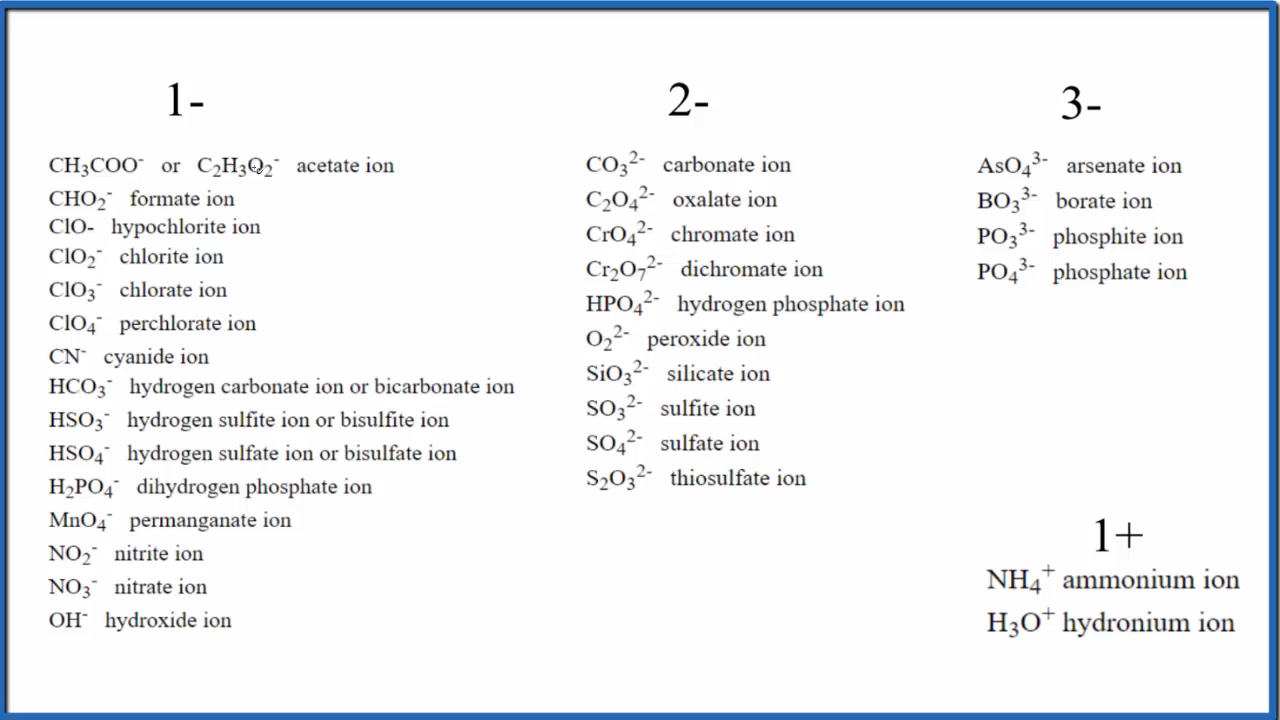 1-
CH₃COO⁻ or C₂H₃O₂⁻ acetate ion
CHO₂⁻ formate ion
ClO- hypochlorite ion
ClO₂⁻ chlorite ion
ClO₃⁻ chlorate ion
ClO₄⁻ perchlorate ion
CN⁻ cyanide ion
HCO₃⁻ hydrogen carbonate ion or bicarbonate ion
HSO₃⁻ hydrogen sulfite ion or bisulfite ion
HSO₄⁻ hydrogen sulfate ion or bisulfate ion
H₂PO₄⁻ dihydrogen phosphate ion
MnO₄⁻ permanganate ion
NO₂⁻ nitrite ion
NO₃⁻ nitrate ion
OH⁻ hydroxide ion
2-
CO₃²⁻ carbonate ion
C₂O₄²⁻ oxalate ion
CrO₄²⁻ chromate ion
Cr₂O₇²⁻ dichromate ion
HPO₄²⁻ hydrogen phosphate ion
O₂²⁻ peroxide ion
SiO₃²⁻ silicate ion
SO₃²⁻ sulfite ion
SO₄²⁻ sulfate ion
S₂O₃²⁻ thiosulfate ion
3-
AsO₄³⁻ arsenate ion
BO₃³⁻ borate ion
PO₃³⁻ phosphite ion
PO₄³⁻ phosphate ion
1+
NH₄⁺ ammonium ion
H₃O⁺ hydronium ion